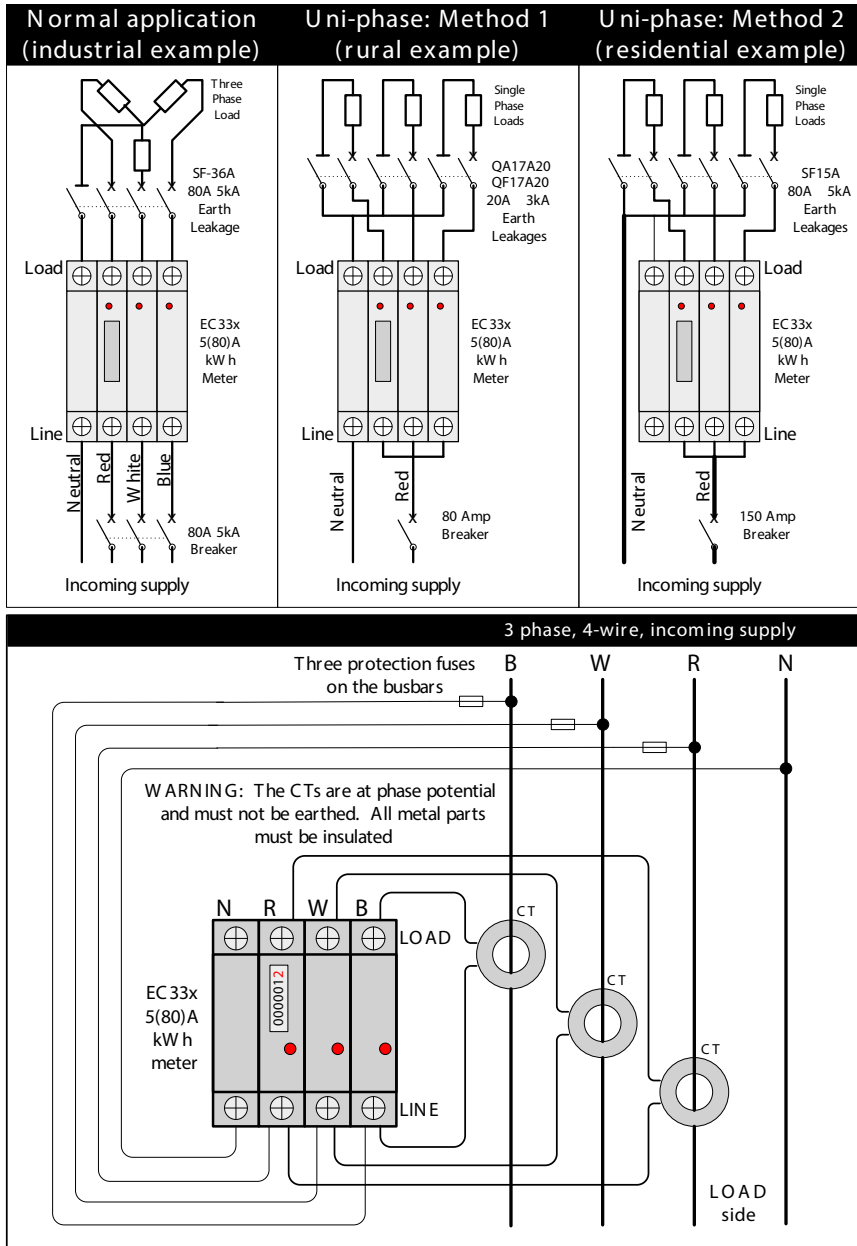 Normal application
(industrial example)
Three
Phase
Load
SF-36A
80A 5kA
Earth
Leakage
Load
EC33x
5(80)A
kWh
Meter
Line
Neutral
Red
White
Blue
80A 5kA
Breaker
Incoming supply
Uni-phase: Method 1
(rural example)
Single
Phase
Loads
QA17A20
QF17A20
20A 3kA
Earth
Leakages
Load
EC33x
5(80)A
kWh
Meter
Line
Neutral
Red
80 Amp
Breaker
Incoming supply
Uni-phase: Method 2
(residential example)
Single
Phase
Loads
SF15A
80A 5kA
Earth
Leakages
Load
EC33x
5(80)A
kWh
Meter
Line
Neutral
Red
150 Amp
Breaker
Incoming supply
3 phase, 4-wire, incoming supply
Three protection fuses
on the busbars
B W R N
WARNING: The CTs are at phase potential
and must not be earthed. All metal parts
must be insulated
N R W B
LOAD
CT
CT
CT
0000012
EC33x
5(80)A
kWh
meter
LINE
LOAD
side